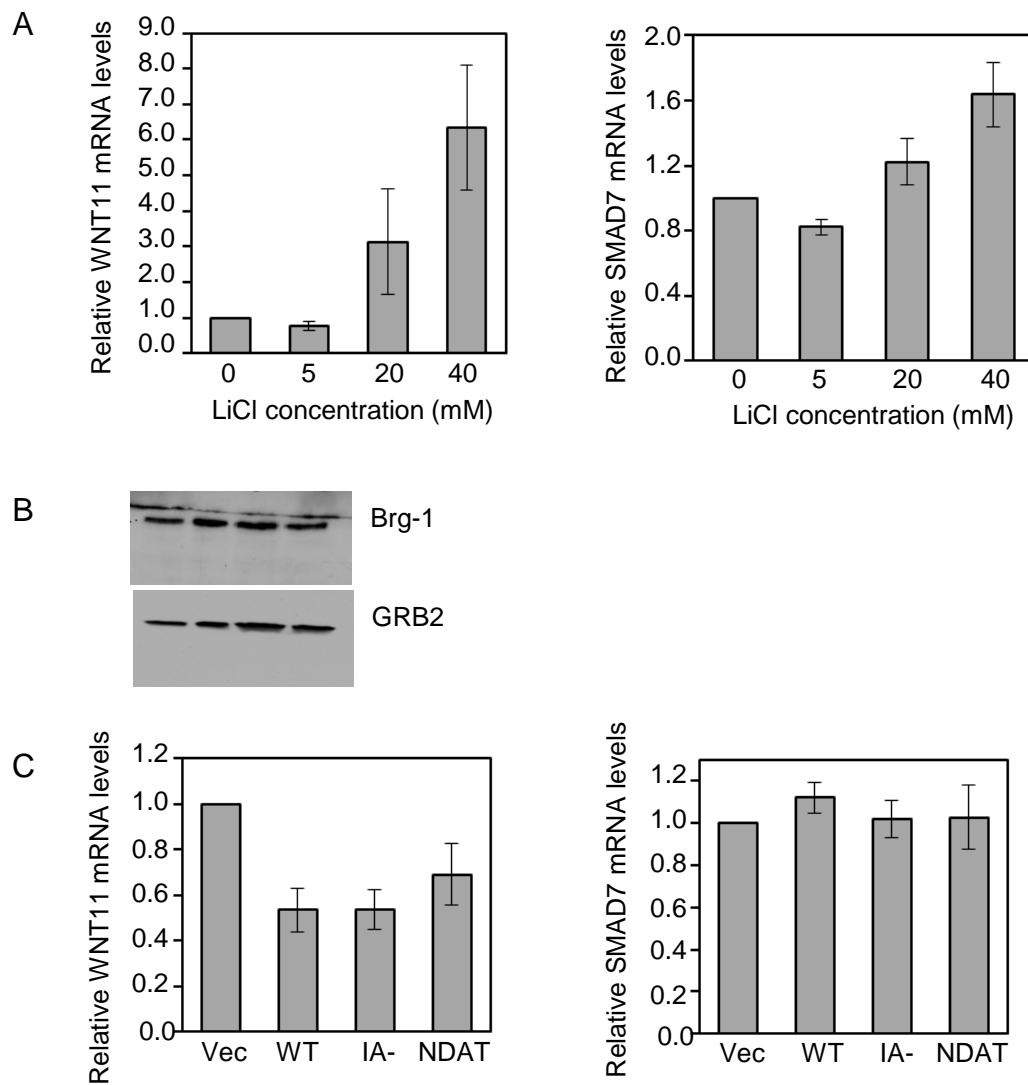 A
Relative WNT11 mRNA levels
9.0
8.0
7.0
6.0
5.0
4.0
3.0
2.0
1.0
0.0
0 5 20 40
LiCl concentration (mM)
Relative SMAD7 mRNA levels
2.0
1.6
1.2
0.8
0.4
0.0
0 5 20 40
LiCl concentration (mM)
B
Brg-1
GRB2
C
Relative WNT11 mRNA levels
1.2
1.0
0.8
0.6
0.4
0.2
0.0
Vec WT IA- NDAT
Relative SMAD7 mRNA levels
1.2
1.0
0.8
0.6
0.4
0.2
0.0
Vec WT IA- NDAT